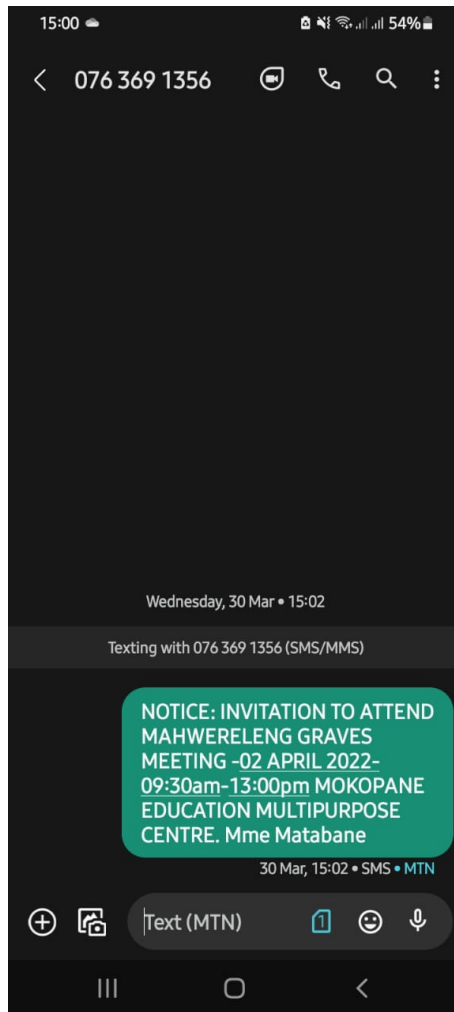 15:00 54%
076 369 1356
Wednesday, 30 Mar • 15:02
Texting with 076 369 1356 (SMS/MMS)
NOTICE: INVITATION TO ATTEND
MAHWERELENG GRAVES
MEETING -02 APRIL 2022-
09:30am-13:00pm MOKOPANE
EDUCATION MULTIPURPOSE
CENTRE. Mme Matabane
30 Mar, 15:02 • SMS • MTN
Text (MTN) 1